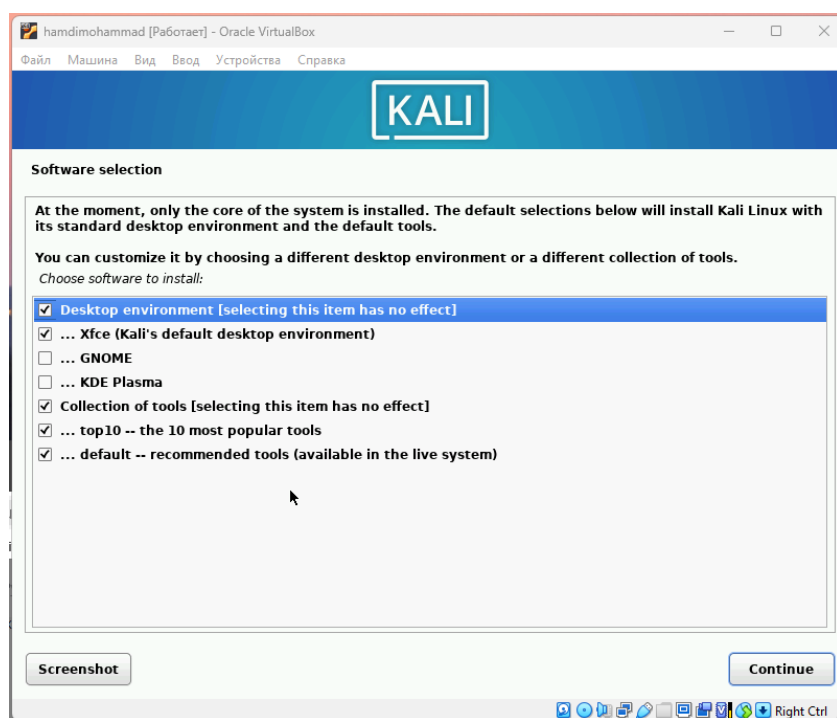 hamdimohammad [Работает] - Oracle VirtualBox
Файл Машина Вид Ввод Устройства Справка
KALI
Software selection
At the moment, only the core of the system is installed. The default selections below will install Kali Linux with
its standard desktop environment and the default tools.
You can customize it by choosing a different desktop environment or a different collection of tools.
Choose software to install:
Desktop environment [selecting this item has no effect]
... Xfce (Kali's default desktop environment)
... GNOME
... KDE Plasma
Collection of tools [selecting this item has no effect]
... top10 -- the 10 most popular tools
... default -- recommended tools (available in the live system)
Screenshot
Continue
Right Ctrl